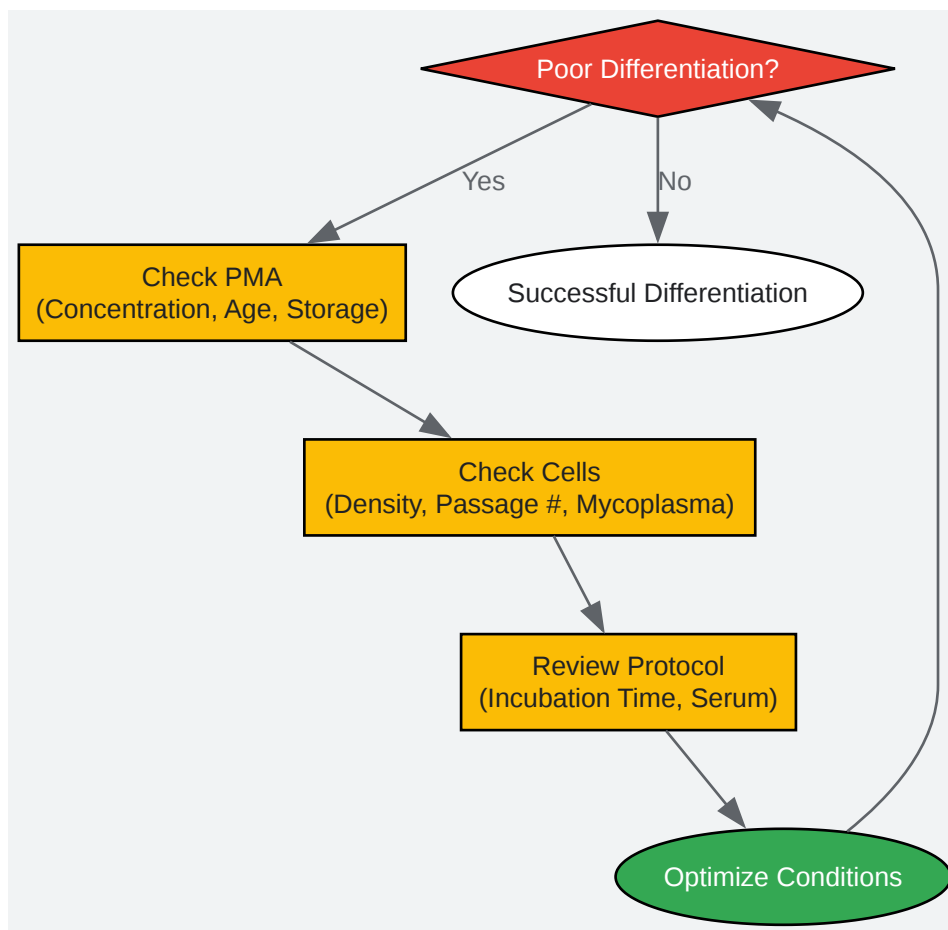 Poor Differentiation?
Yes
No
Check PMA
(Concentration, Age, Storage)
Successful Differentiation
Check Cells
(Density, Passage #, Mycoplasma)
Review Protocol
(Incubation Time, Serum)
Optimize Conditions